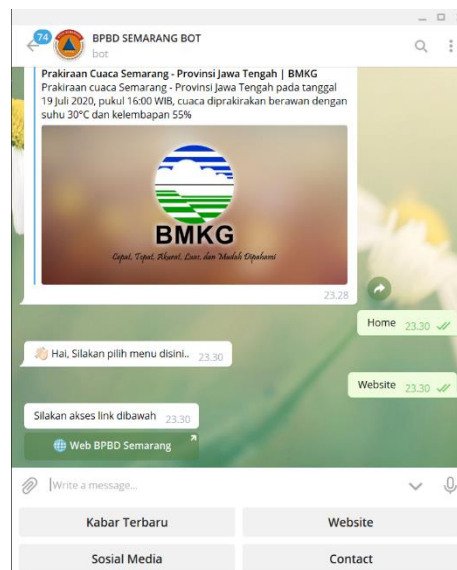 74
BPBD SEMARANG BOT
bot
Prakiraan Cuaca Semarang - Provinsi Jawa Tengah | BMKG
Prakiraan cuaca Semarang - Provinsi Jawa Tengah pada tanggal
19 Juli 2020, pukul 16:00 WIB, cuaca diprakirakan berawan dengan
suhu 30°C dan kelembapan 55%
BMKG
Cepat, Tepat, Akurat, Luas, dan Mudah Dipahami
23.28
Home 23.30
👋🏻 Hai, Silakan pilih menu disini.. 23.30
Website 23.30
Silakan akses link dibawah 23.30
🌐 Web BPBD Semarang
Write a message...
Kabar Terbaru Website
Sosial Media Contact